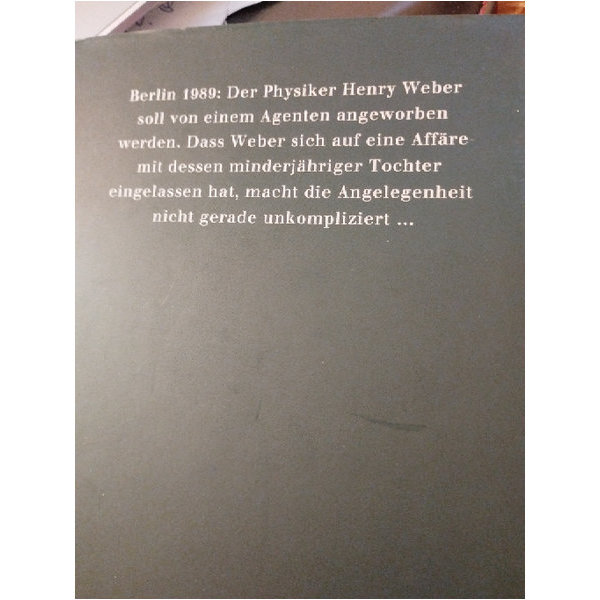 Berlin 1989: Der Physiker Henry Weber
soll von einem Agenten angeworben
werden. Dass Weber sich auf eine Affäre
mit dessen minderjähriger Tochter
eingelassen hat, macht die Angelegenheit
nicht gerade unkompliziert ...